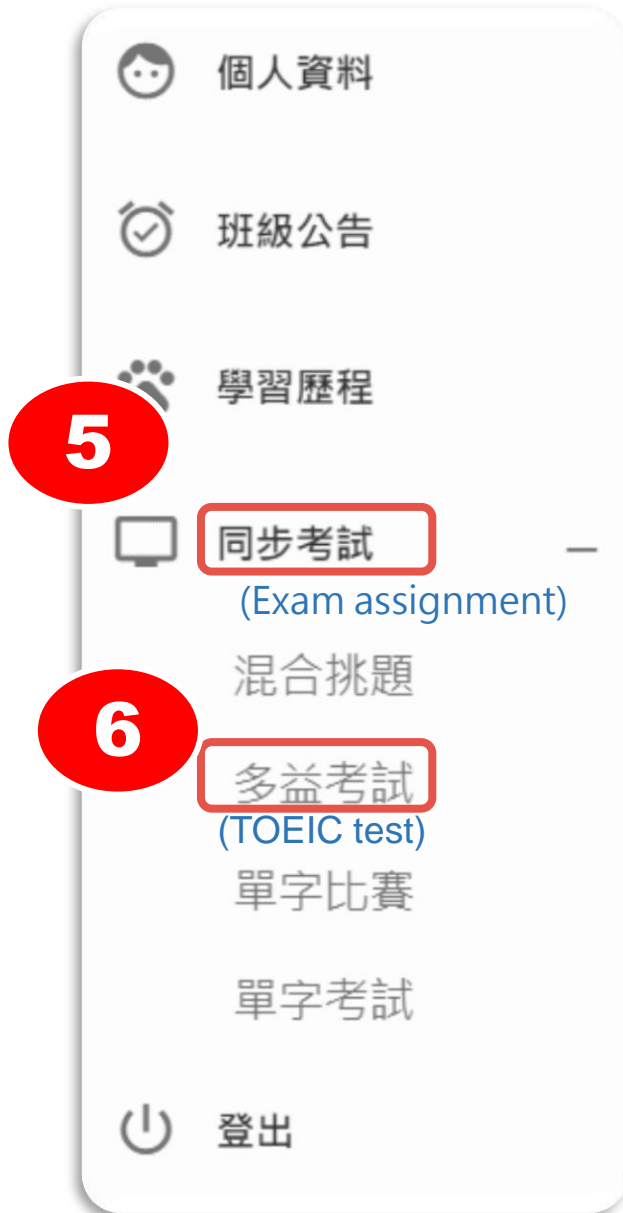 個人資料
班級公告
學習歷程
5
同步考試
(Exam assignment)
混合挑題
6
多益考試
(TOEIC test)
單字比賽
單字考試
登出